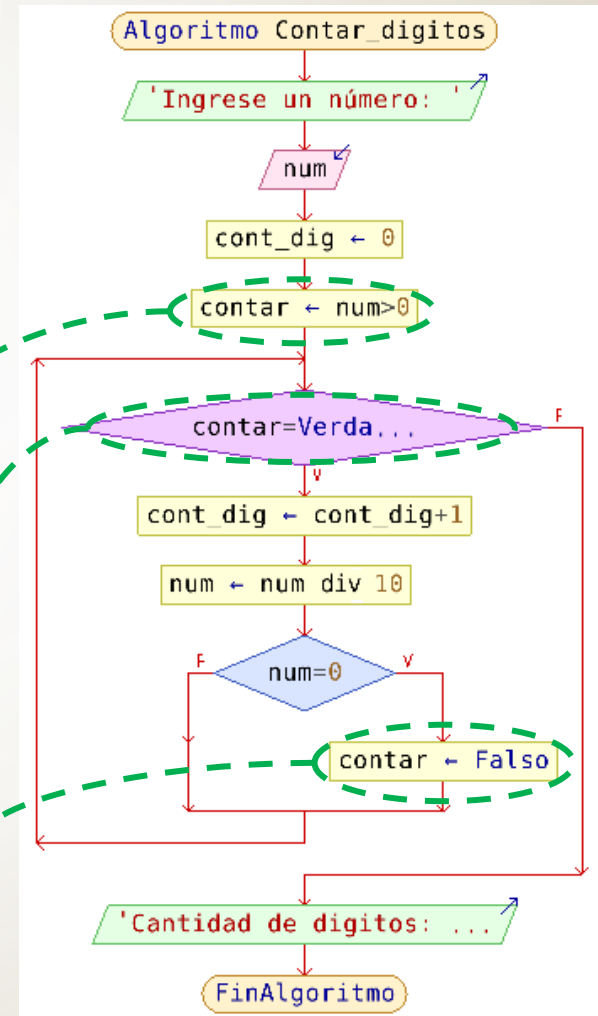 Algoritmo Contar_digitos
'Ingrese un número: '
num
cont_dig ← 0
contar ← num>0
contar=Verda...
F
V
cont_dig ← cont_dig+1
num ← num div 10
F
num=0
V
contar ← Falso
'Cantidad de digitos: ...
FinAlgoritmo